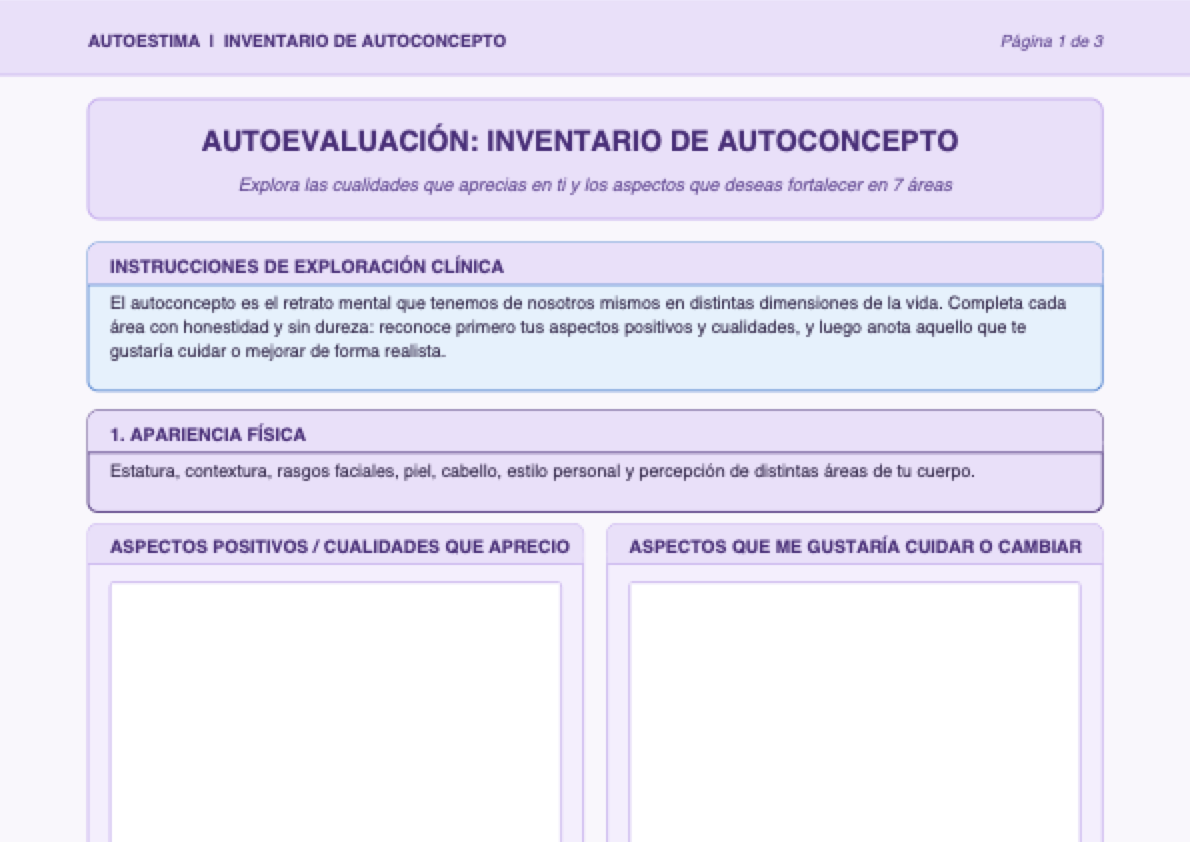 AUTOESTIMA | INVENTARIO DE AUTOCONCEPTO
Página 1 de 3
AUTOEVALUACIÓN: INVENTARIO DE AUTOCONCEPTO
Explora las cualidades que aprecias en ti y los aspectos que deseas fortalecer en 7 áreas
INSTRUCCIONES DE EXPLORACIÓN CLÍNICA
El autoconcepto es el retrato mental que tenemos de nosotros mismos en distintas dimensiones de la vida. Completa cada
área con honestidad y sin dureza: reconoce primero tus aspectos positivos y cualidades, y luego anota aquello que te
gustaría cuidar o mejorar de forma realista.
1. APARIENCIA FÍSICA
Estatura, contextura, rasgos faciales, piel, cabello, estilo personal y percepción de distintas áreas de tu cuerpo.
ASPECTOS POSITIVOS / CUALIDADES QUE APRECIO
ASPECTOS QUE ME GUSTARÍA CUIDAR O CAMBIAR